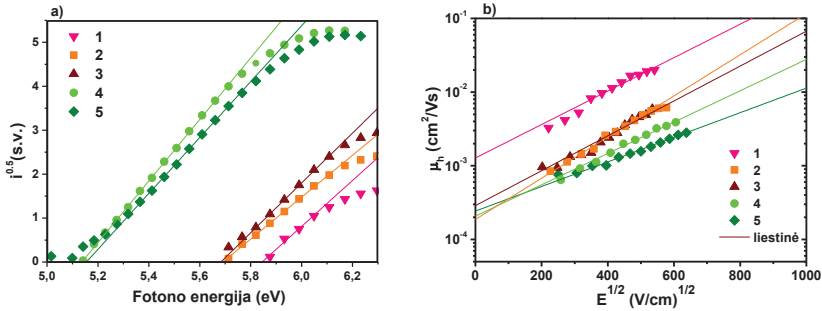 a)
i^0.5(s.v.)
5
4
3
2
1
0
1
2
3
4
5
5,0 5,2 5,4 5,6 5,8 6,0 6,2
Fotono energija (eV)
b)
μ_h (cm²/Vs)
10^-1
10^-2
10^-3
10^-4
1
2
3
4
5
liestinė
0 200 400 600 800 1000
E^1/2 (V/cm)^1/2